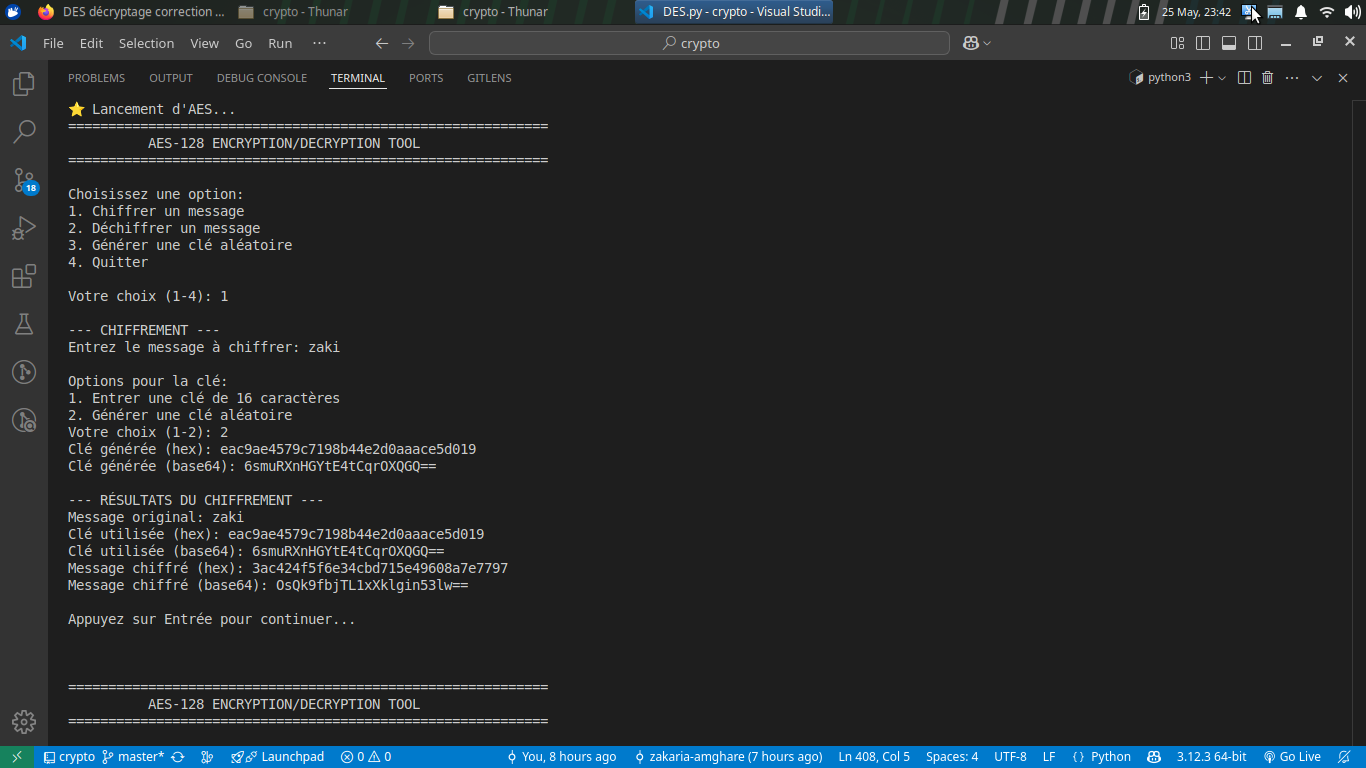 DES décryptage correction ...
crypto - Thunar
crypto - Thunar
DES.py - crypto - Visual Studi...
25 May, 23:42
File Edit Selection View Go Run ...
crypto
PROBLEMS OUTPUT DEBUG CONSOLE TERMINAL PORTS GITLENS
python3
⭐ Lancement d'AES...
============================================================
AES-128 ENCRYPTION/DECRYPTION TOOL
============================================================
Choisissez une option:
1. Chiffrer un message
2. Déchiffrer un message
3. Générer une clé aléatoire
4. Quitter
Votre choix (1-4): 1
--- CHIFFREMENT ---
Entrez le message à chiffrer: zaki
Options pour la clé:
1. Entrer une clé de 16 caractères
2. Générer une clé aléatoire
Votre choix (1-2): 2
Clé générée (hex): eac9ae4579c7198b44e2d0aaace5d019
Clé générée (base64): 6smuRXnHGYtE4tCqrOXQGQ==
--- RÉSULTATS DU CHIFFREMENT ---
Message original: zaki
Clé utilisée (hex): eac9ae4579c7198b44e2d0aaace5d019
Clé utilisée (base64): 6smuRXnHGYtE4tCqrOXQGQ==
Message chiffré (hex): 3ac424f5f6e34cbd715e49608a7e7797
Message chiffré (base64): OsQk9fbjTL1xXklgin53lw==
Appuyez sur Entrée pour continuer...
============================================================
AES-128 ENCRYPTION/DECRYPTION TOOL
============================================================
18
crypto master* Launchpad 0 0 You, 8 hours ago zakaria-amghare (7 hours ago) Ln 408, Col 5 Spaces: 4 UTF-8 LF { } Python 3.12.3 64-bit Go Live